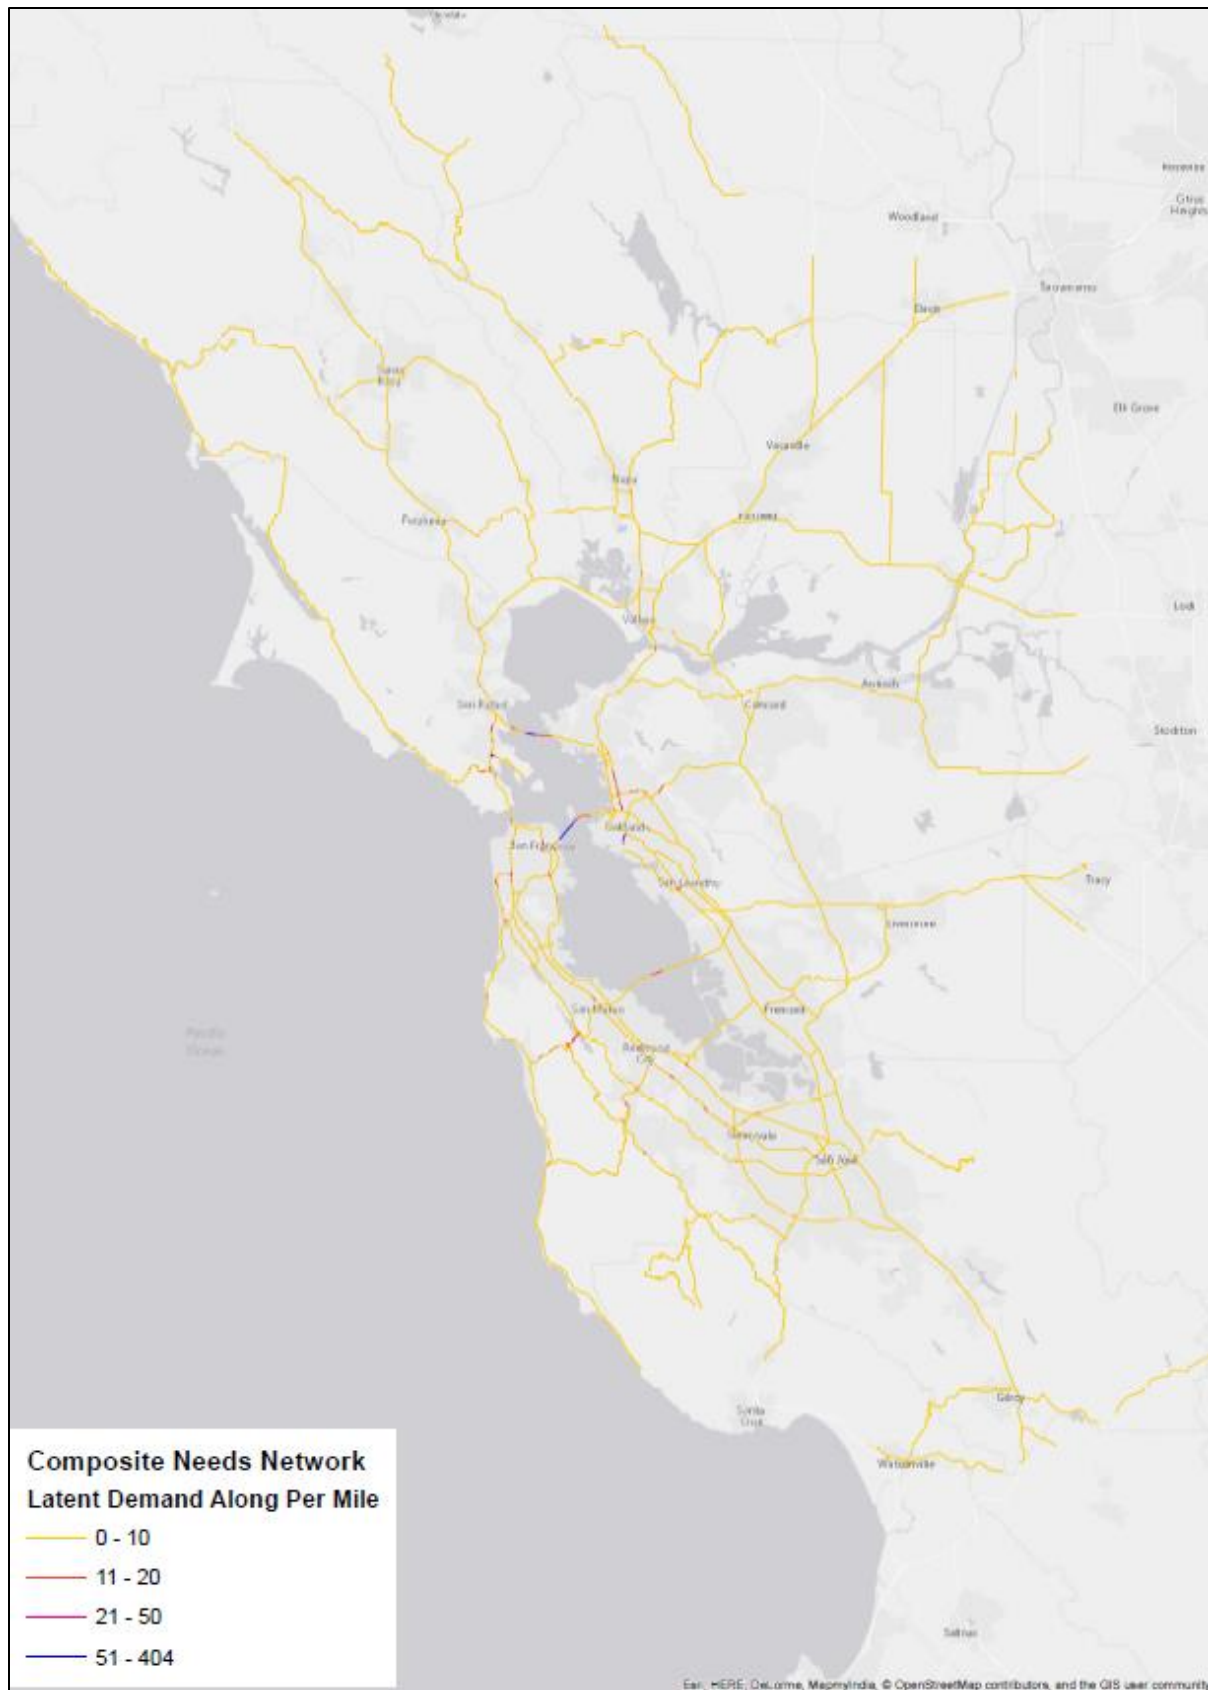 Woodland
Citrus
Heights
Sacramento
Davis
Santa
Rosa
Elk Grove
Vacaville
Napa
Petaluma
Fairfield
Lodi
Vallejo
Antioch
San Rafael
Concord
Stockton
Oakland
San Francisco
San Leandro
Tracy
Livermore
San Mateo
Fremont
Pacific
Ocean
Redwood
City
Sunnyvale
San Jose
Gilroy
Santa
Cruz
Watsonville
Composite Needs Network
Latent Demand Along Per Mile
0 - 10
11 - 20
21 - 50
51 - 404
Salinas
Esri, HERE, DeLorme, MapmyIndia, © OpenStreetMap contributors, and the GIS user community